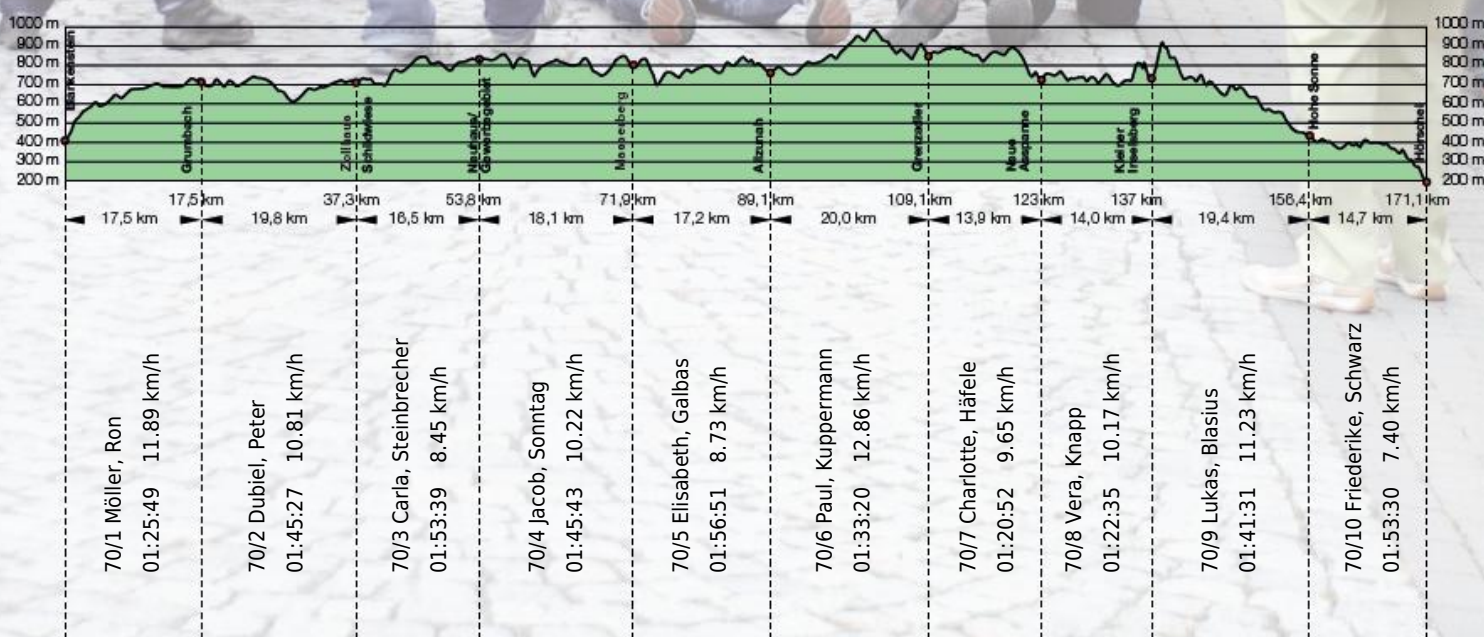 1000 m
900 m
800 m
700 m
600 m
500 m
400 m
300 m
200 m
1000 m
900 m
800 m
700 m
600 m
500 m
400 m
300 m
200 m
Blankenstein
Grumbach
Zollhaus
Schildwiese
Neuhaus/
Masserberg
Allzunah
Grenzadler
Neue
Ausspanne
Kleiner
Inselsberg
Hohe Sonne
Hörschel
17,5 km
37,3 km
53,8 km
71,9 km
89,1 km
109,1 km
123 km
137 km
156,4 km
171,1 km
17,5 km
19,8 km
16,5 km
18,1 km
17,2 km
20,0 km
13,9 km
14,0 km
19,4 km
14,7 km
70/1 Möller, Ron
01:25:49 11.89 km/h
70/2 Dubiel, Peter
01:45:27 10.81 km/h
70/3 Carla, Steinbrecher
01:53:39 8.45 km/h
70/4 Jacob, Sonntag
01:45:43 10.22 km/h
70/5 Elisabeth, Galbas
01:56:51 8.73 km/h
70/6 Paul, Kuppermann
01:33:20 12.86 km/h
70/7 Charlotte, Häfele
01:20:52 9.65 km/h
70/8 Vera, Knapp
01:22:35 10.17 km/h
70/9 Lukas, Blasius
01:41:31 11.23 km/h
70/10 Friederike, Schwarz
01:53:30 7.40 km/h